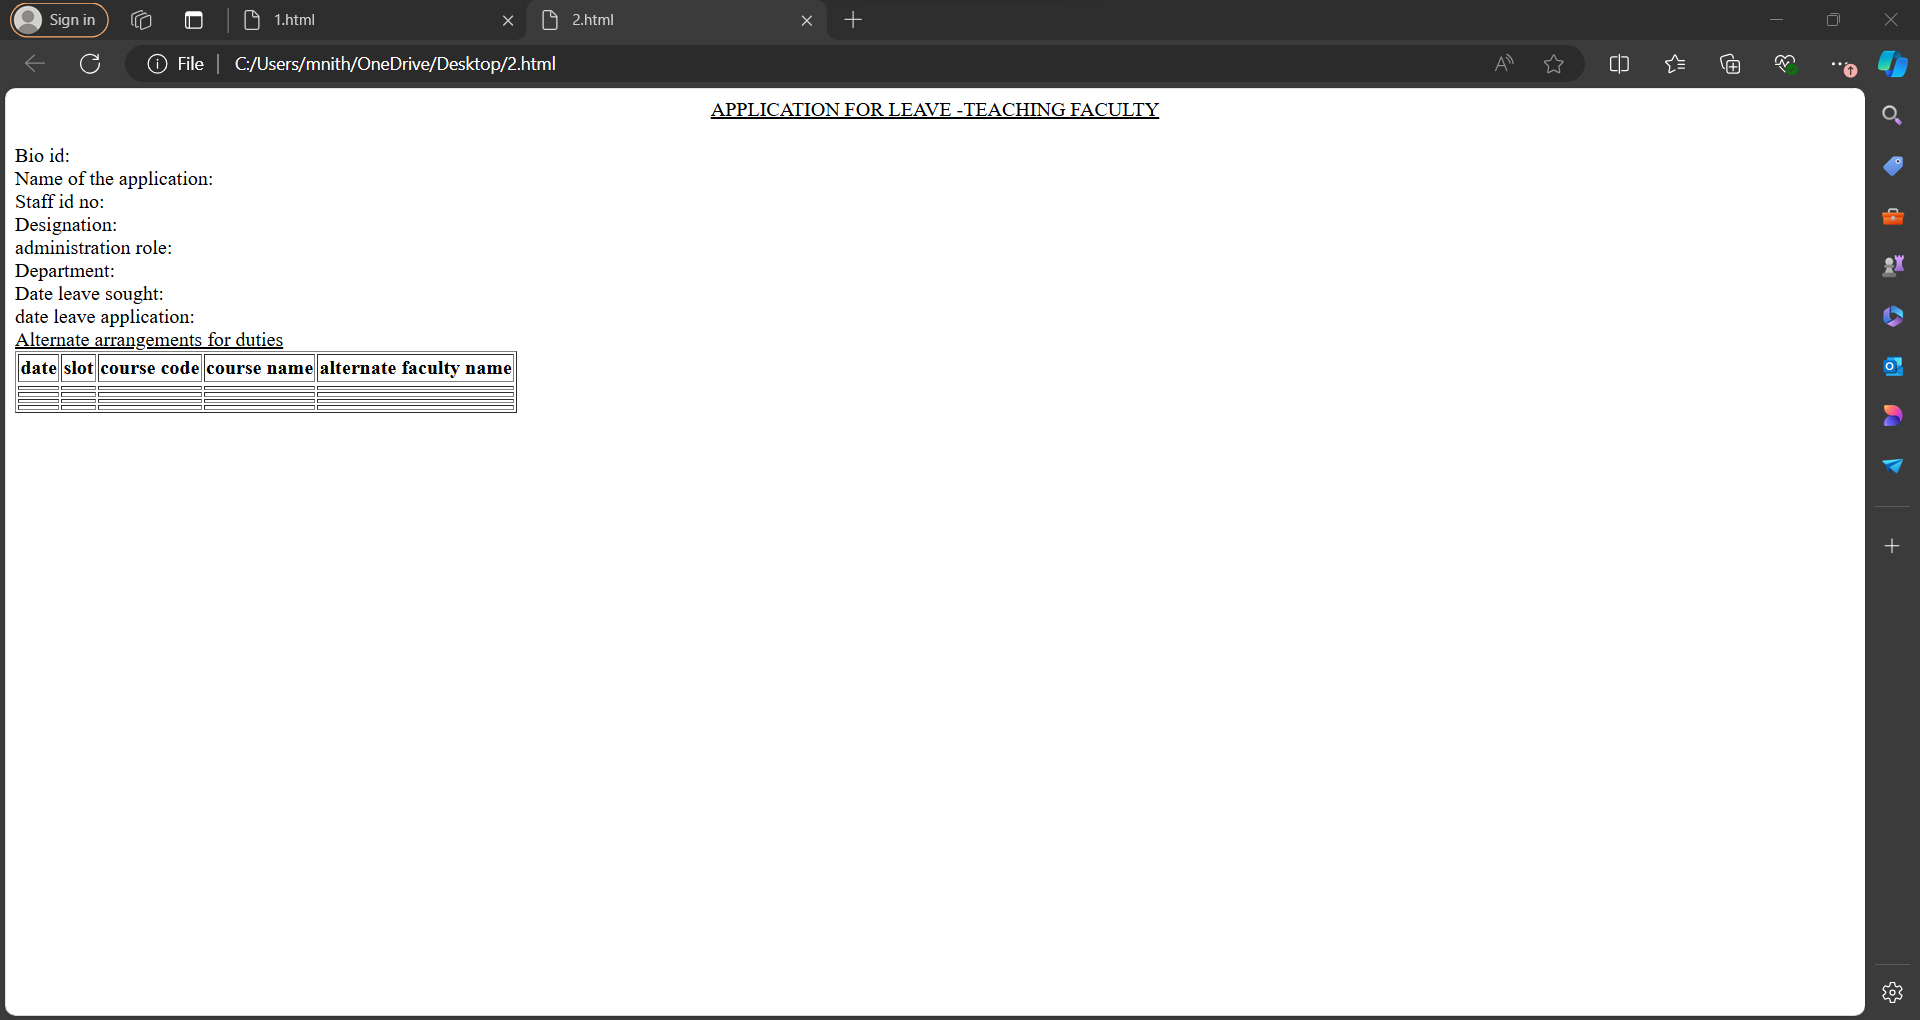 Sign in
1.html
2.html
File
C:/Users/mnith/OneDrive/Desktop/2.html
APPLICATION FOR LEAVE -TEACHING FACULTY
Bio id:
Name of the application:
Staff id no:
Designation:
administration role:
Department:
Date leave sought:
date leave application:
Alternate arrangements for duties
date slot course code course name alternate faculty name